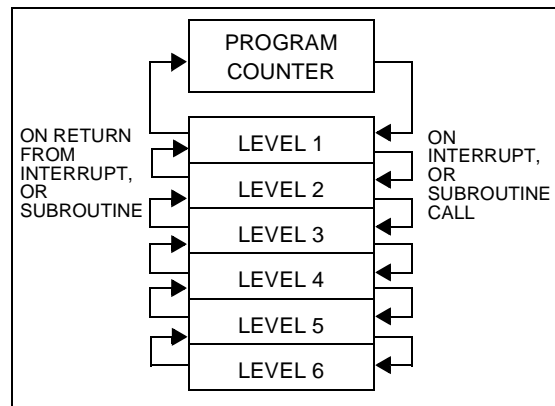 PROGRAM
COUNTER
ON RETURN
FROM
INTERRUPT,
OR
SUBROUTINE
LEVEL 1
LEVEL 2
LEVEL 3
LEVEL 4
LEVEL 5
LEVEL 6
ON
INTERRUPT,
OR
SUBROUTINE
CALL